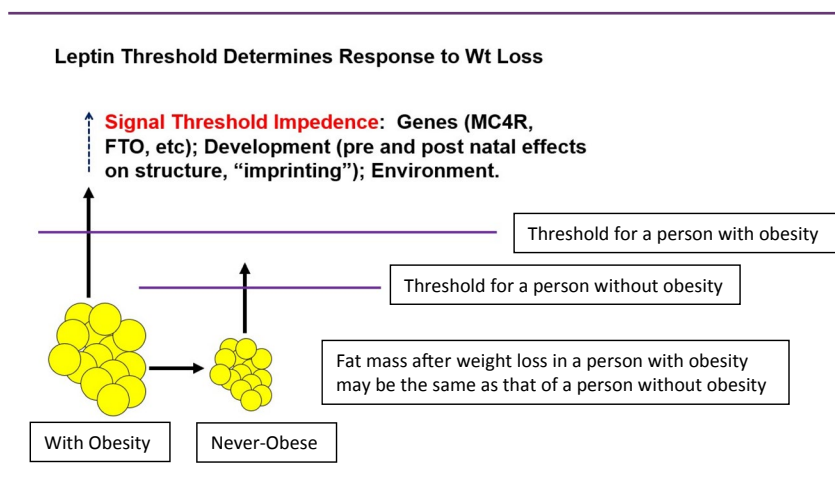 Leptin Threshold Determines Response to Wt Loss
Signal Threshold Impedence: Genes (MC4R,
FTO, etc); Development (pre and post natal effects
on structure, “imprinting”); Environment.
Threshold for a person with obesity
Threshold for a person without obesity
Fat mass after weight loss in a person with obesity
may be the same as that of a person without obesity
With Obesity
Never-Obese